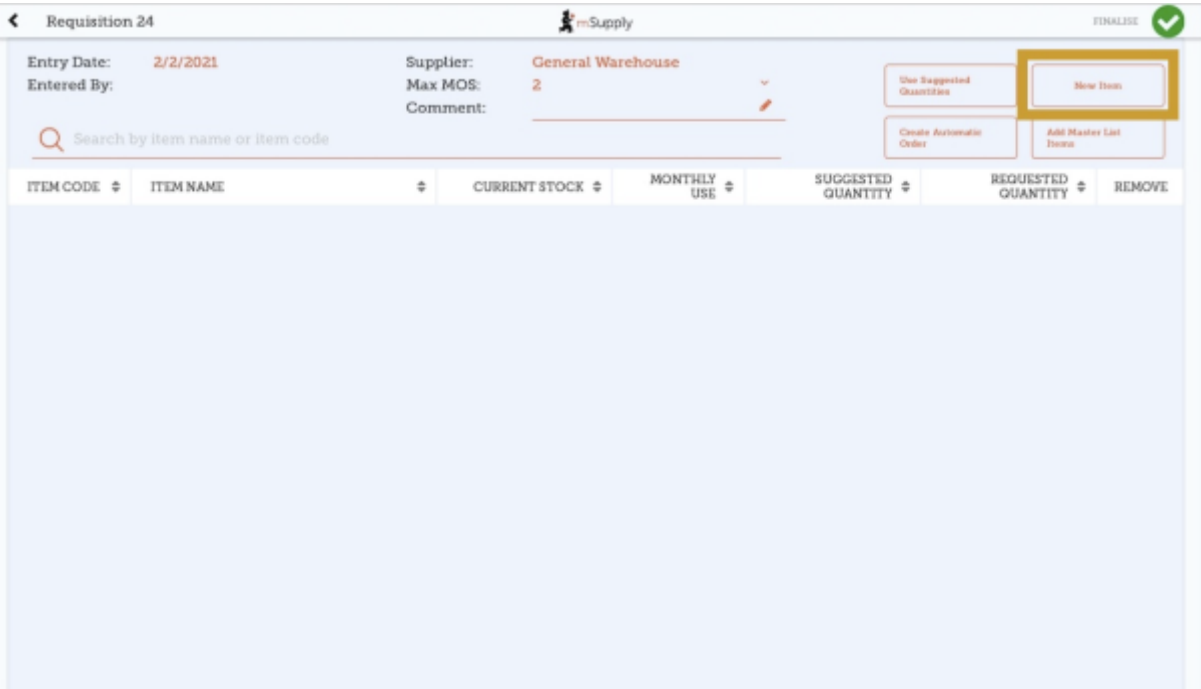 Requisition 24
mSupply
FINALISE
Entry Date: 2/2/2021
Supplier: General Warehouse
Entered By:
Max MOS: 2
Comment:
Use Suggested
Quantities
New Item
Search by item name or item code
Create Automatic
Order
Add Master List
Items
ITEM CODE
ITEM NAME
CURRENT STOCK
MONTHLY
USE
SUGGESTED
QUANTITY
REQUESTED
QUANTITY
REMOVE